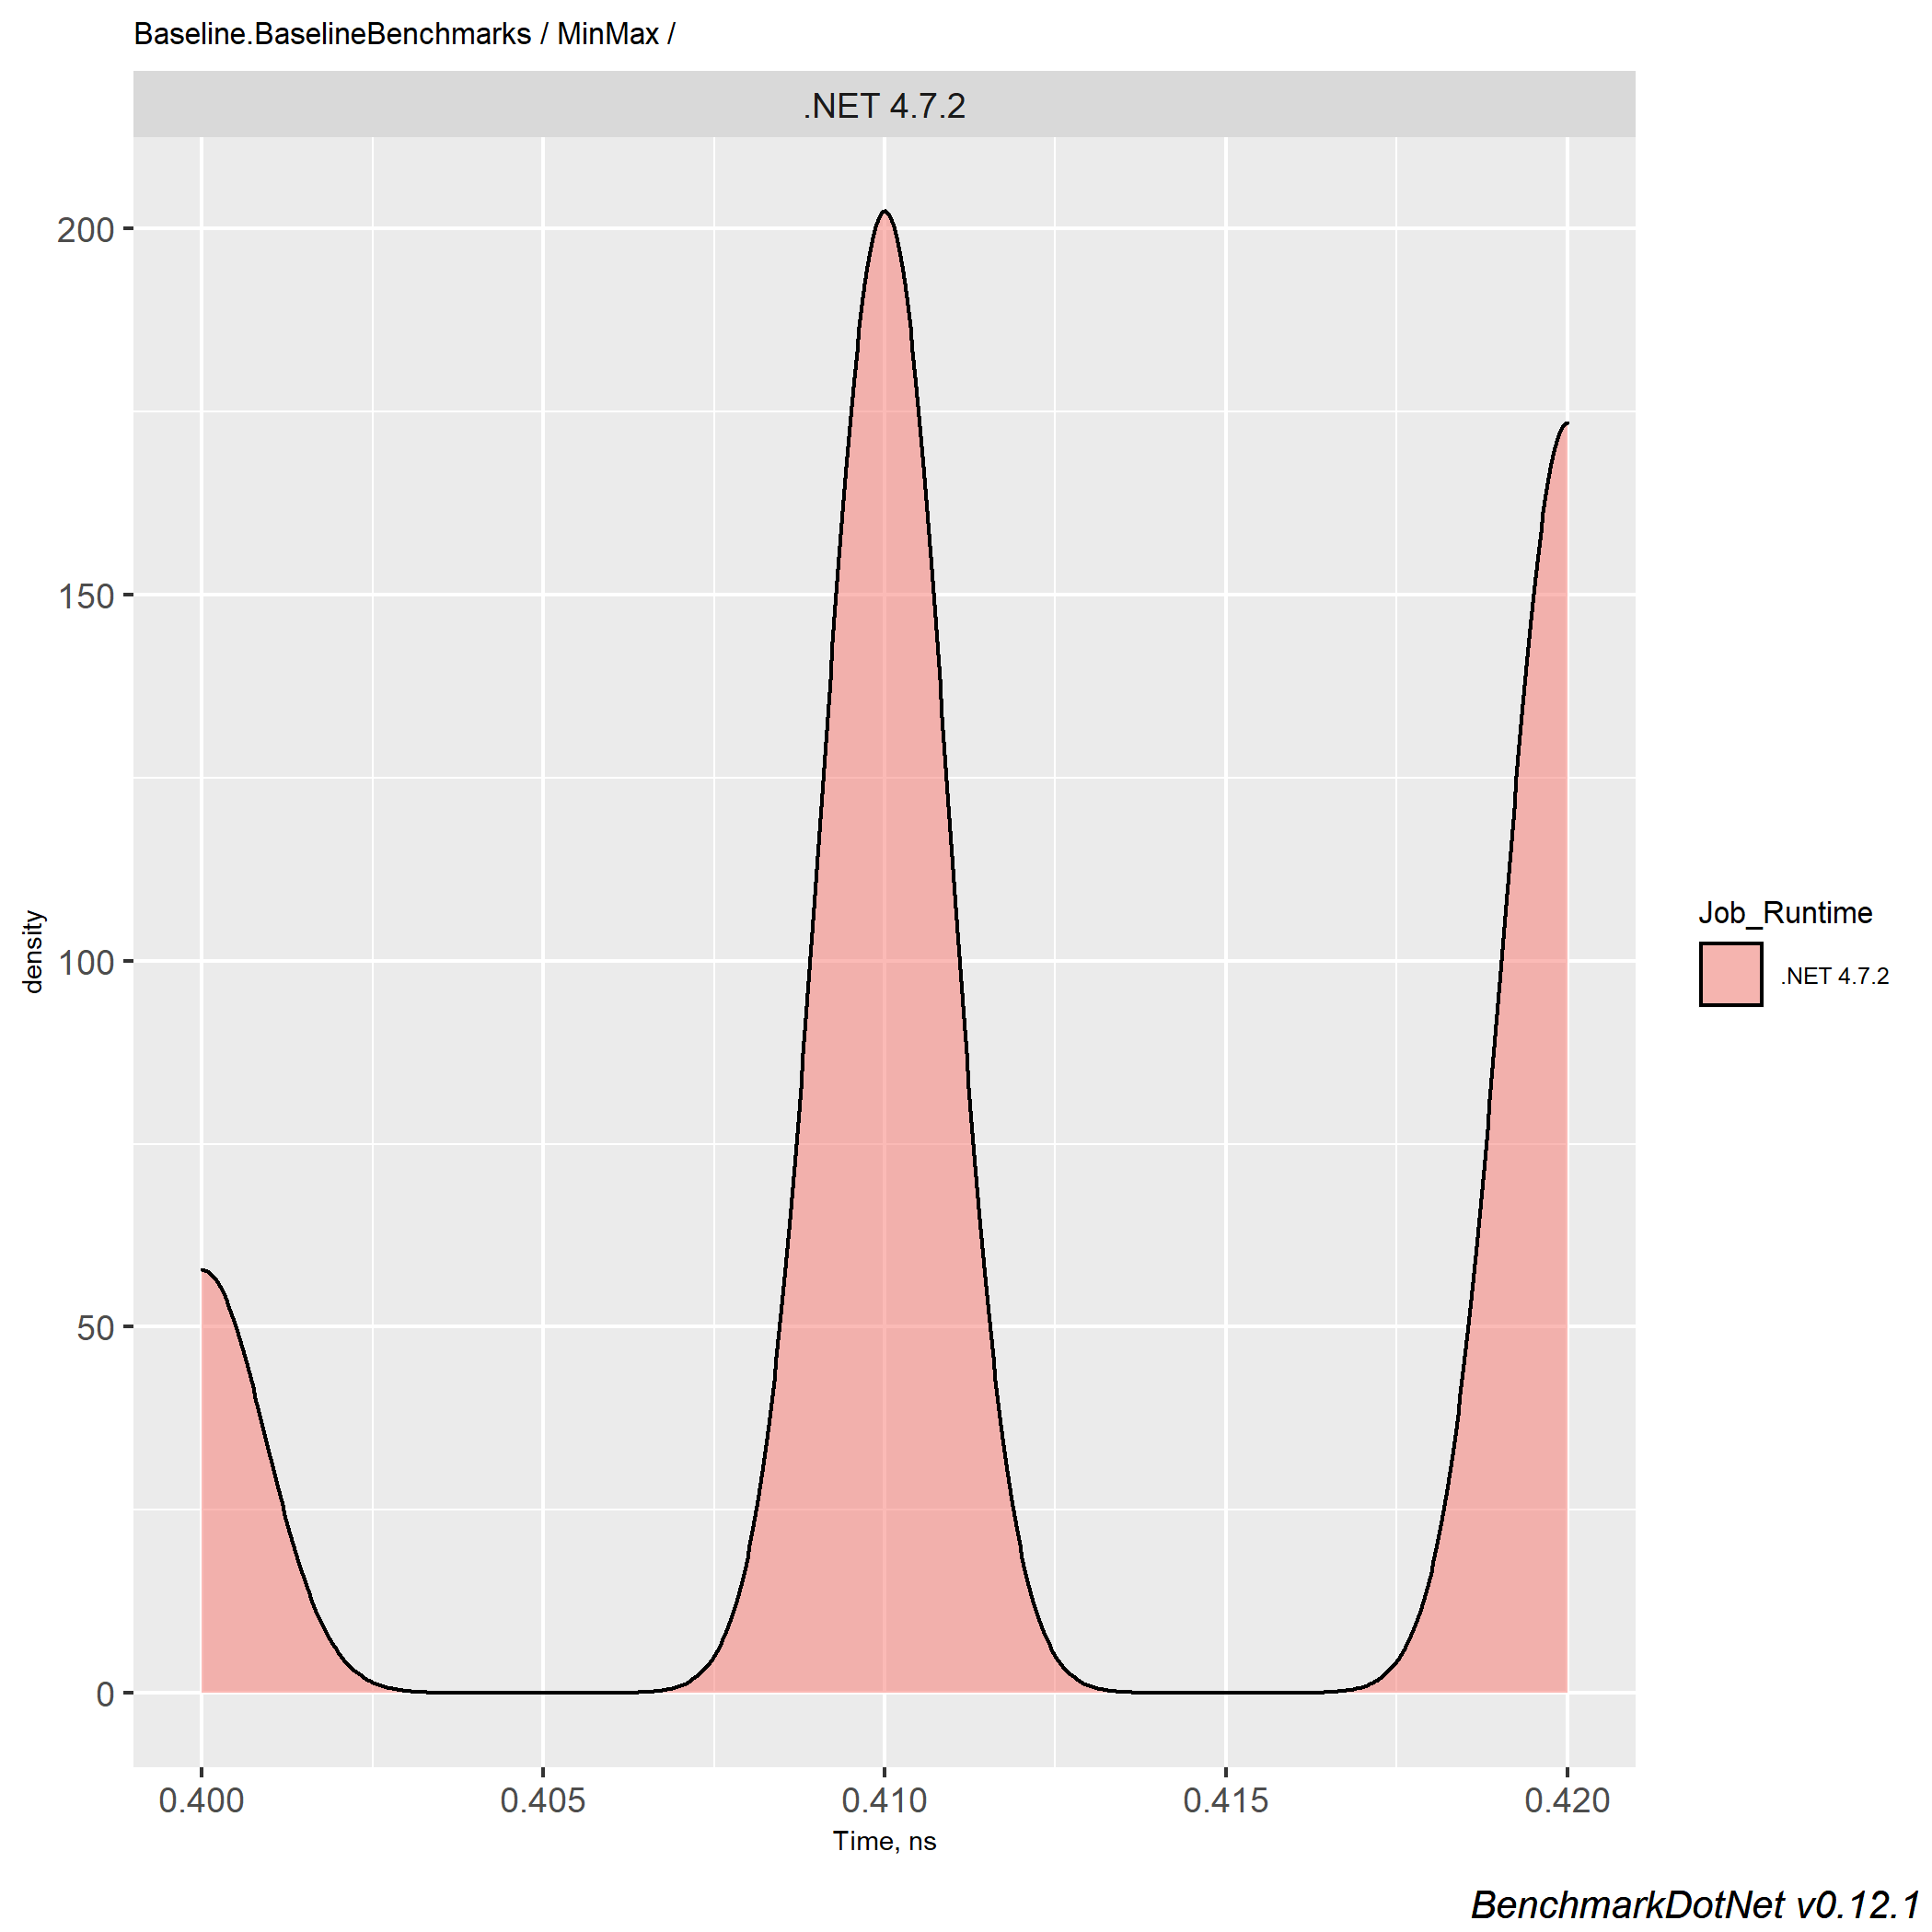 Baseline.BaselineBenchmarks / MinMax /
.NET 4.7.2
200
150
100
50
0
density
0.400 0.405 0.410 0.415 0.420
Time, ns
Job_Runtime
.NET 4.7.2
BenchmarkDotNet v0.12.1